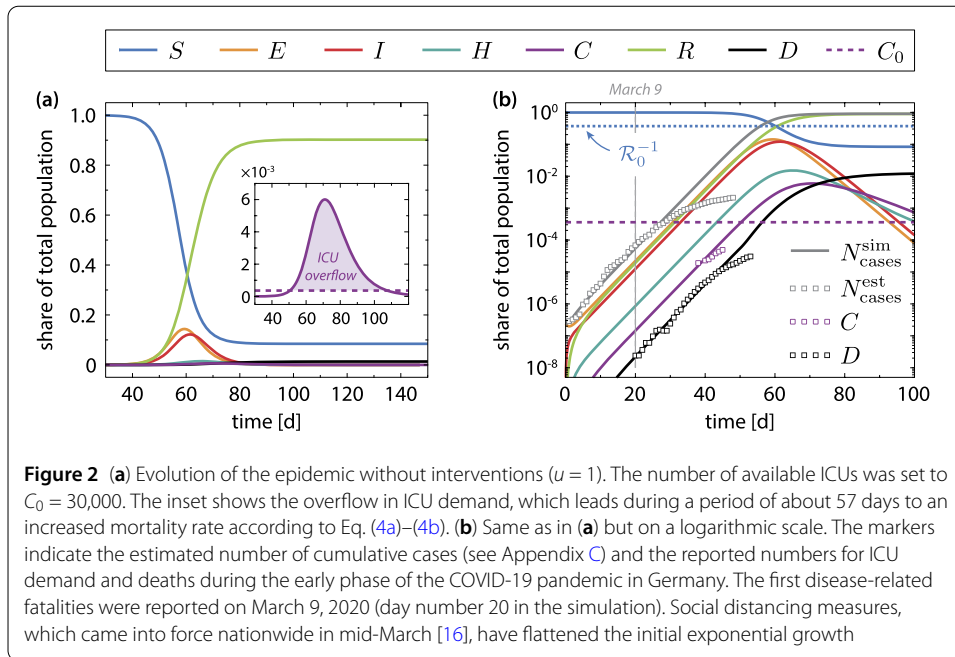 S E I H C R D C₀
(a)
share of total population
1.0
0.8
0.6
0.4
0.2
0
40 60 80 100 120 140
time [d]
×10⁻³
6
4
2
0
40 60 80 100
ICU
overflow
(b)
March 9
share of total population
10⁰
10⁻²
10⁻⁴
10⁻⁶
10⁻⁸
0 20 40 60 80 100
time [d]
ℛ₀⁻¹
N_cases^sim
N_cases^est
C
D
Figure 2 (a) Evolution of the epidemic without interventions (u = 1). The number of available ICUs was set to
C₀ = 30,000. The inset shows the overflow in ICU demand, which leads during a period of about 57 days to an
increased mortality rate according to Eq. (4a)–(4b). (b) Same as in (a) but on a logarithmic scale. The markers
indicate the estimated number of cumulative cases (see Appendix C) and the reported numbers for ICU
demand and deaths during the early phase of the COVID-19 pandemic in Germany. The first disease-related
fatalities were reported on March 9, 2020 (day number 20 in the simulation). Social distancing measures,
which came into force nationwide in mid-March [16], have flattened the initial exponential growth